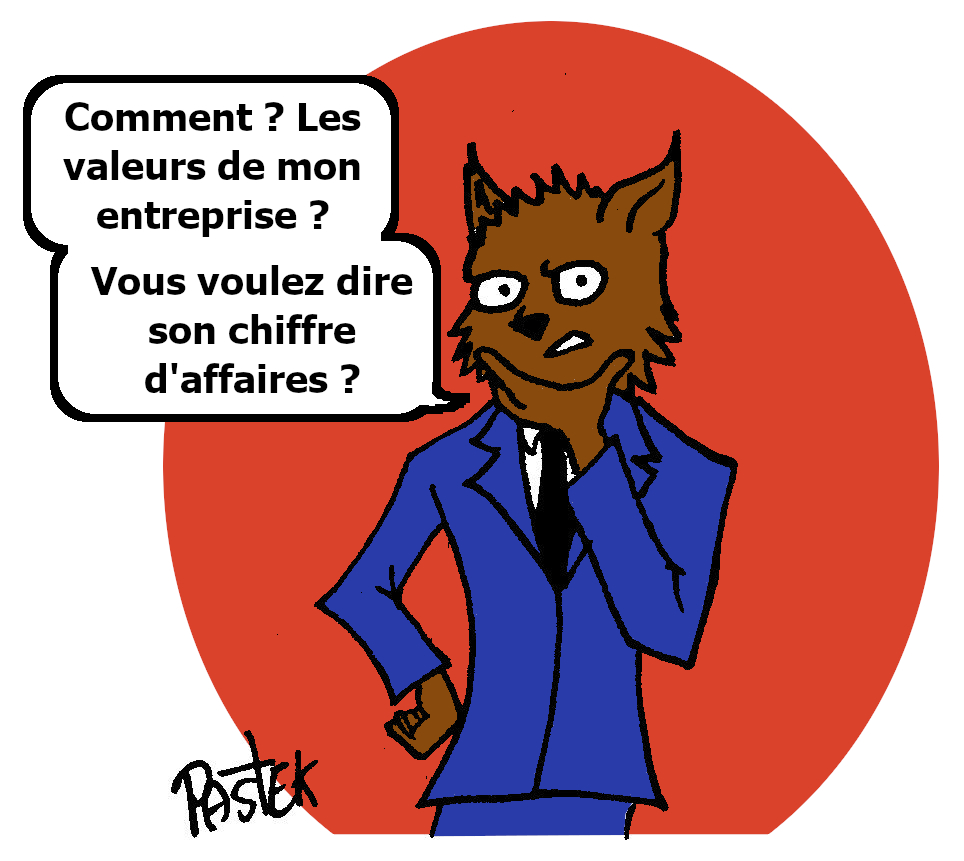 Comment ? Les
valeurs de mon
entreprise ?
Vous voulez dire
son chiffre
d'affaires ?
PASTEK